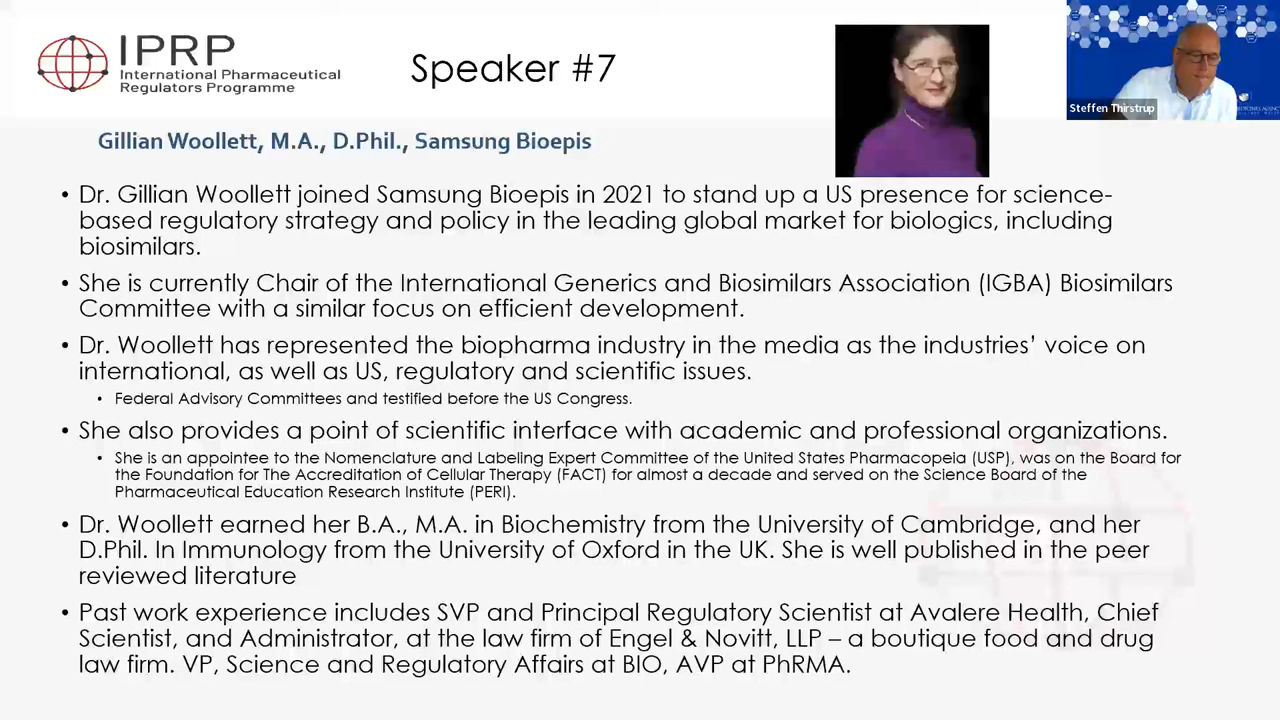 IPRP
International Pharmaceutical
Regulators Programme
Speaker #7
Steffen Thirstrup
Gillian Woollett, M.A., D.Phil., Samsung Bioepis
• Dr. Gillian Woollett joined Samsung Bioepis in 2021 to stand up a US presence for science-
based regulatory strategy and policy in the leading global market for biologics, including
biosimilars.
• She is currently Chair of the International Generics and Biosimilars Association (IGBA) Biosimilars
Committee with a similar focus on efficient development.
• Dr. Woollett has represented the biopharma industry in the media as the industries' voice on
international, as well as US, regulatory and scientific issues.
• Federal Advisory Committees and testified before the US Congress.
• She also provides a point of scientific interface with academic and professional organizations.
• She is an appointee to the Nomenclature and Labeling Expert Committee of the United States Pharmacopeia (USP), was on the Board for
the Foundation for The Accreditation of Cellular Therapy (FACT) for almost a decade and served on the Science Board of the
Pharmaceutical Education Research Institute (PERI).
• Dr. Woollett earned her B.A., M.A. in Biochemistry from the University of Cambridge, and her
D.Phil. In Immunology from the University of Oxford in the UK. She is well published in the peer
reviewed literature
• Past work experience includes SVP and Principal Regulatory Scientist at Avalere Health, Chief
Scientist, and Administrator, at the law firm of Engel & Novitt, LLP – a boutique food and drug
law firm. VP, Science and Regulatory Affairs at BIO, AVP at PhRMA.